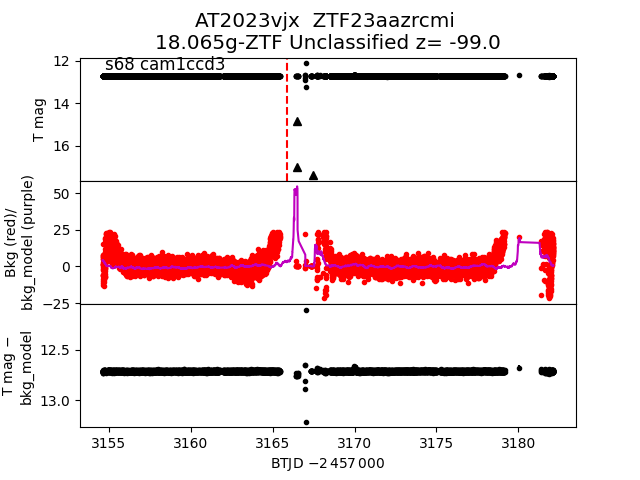 AT2023vjx  ZTF23aazrcmi
18.065g-ZTF Unclassified z= -99.0
s68 cam1ccd3
12
14
16
T mag
50
25
0
−25
Bkg (red)/
bkg_model (purple)
12.5
13.0
T mag −
bkg_model
3155 3160 3165 3170 3175 3180
BTJD −2 457 000